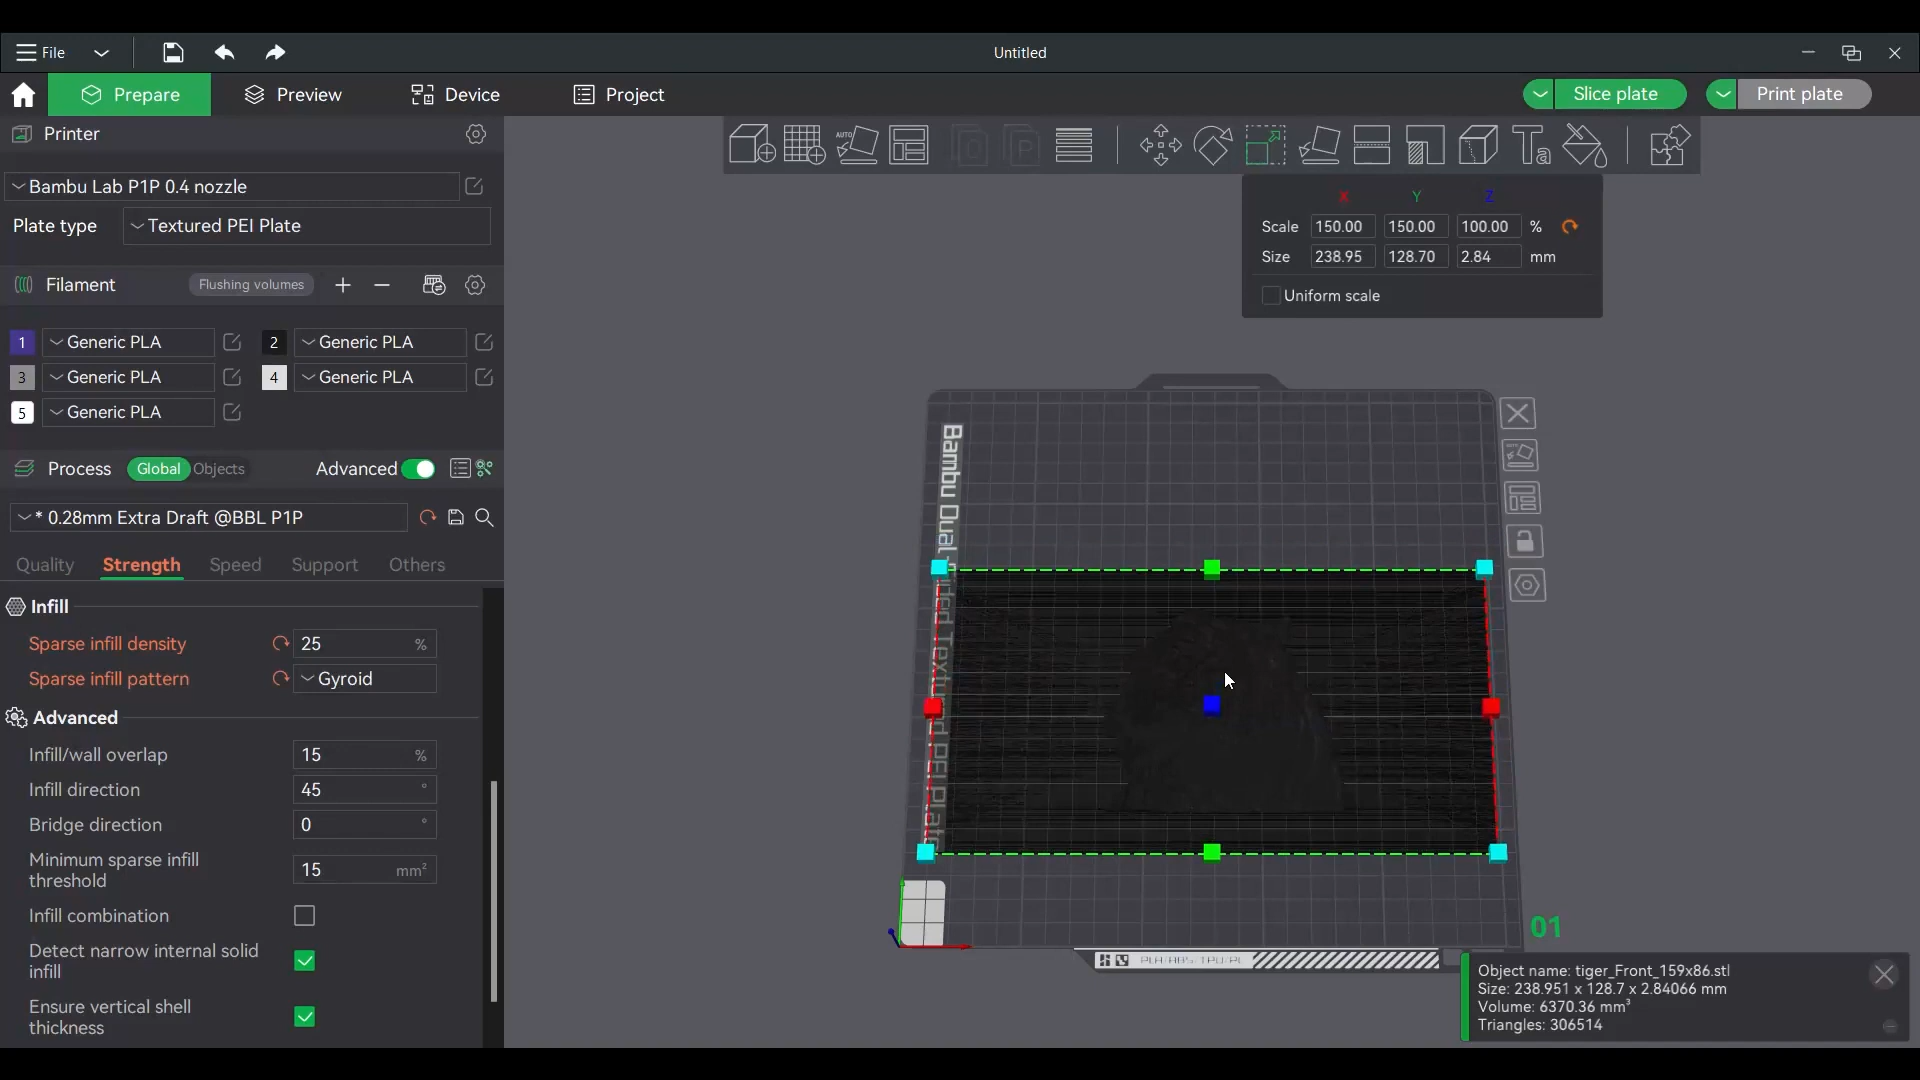 File
Untitled
Prepare
Preview
Device
Project
Slice plate
Print plate
Printer
Bambu Lab P1P 0.4 nozzle
Plate type
Textured PEI Plate
Filament
Flushing volumes
1 Generic PLA
2 Generic PLA
3 Generic PLA
4 Generic PLA
5 Generic PLA
Process
Global
Objects
Advanced
* 0.28mm Extra Draft @BBL P1P
Quality
Strength
Speed
Support
Others
Infill
Sparse infill density 25 %
Sparse infill pattern Gyroid
Advanced
Infill/wall overlap 15 %
Infill direction 45 °
Bridge direction 0 °
Minimum sparse infill
threshold 15 mm²
Infill combination
Detect narrow internal solid
infill
Ensure vertical shell
thickness
AUTO
X Y Z
Scale 150.00 150.00 100.00 %
Size 238.95 128.70 2.84 mm
Uniform scale
Bambu Dual
Textured PEI Plate
01
Object name: tiger_Front_159x86.stl
Size: 238.951 x 128.7 x 2.84066 mm
Volume: 6370.36 mm³
Triangles: 306514